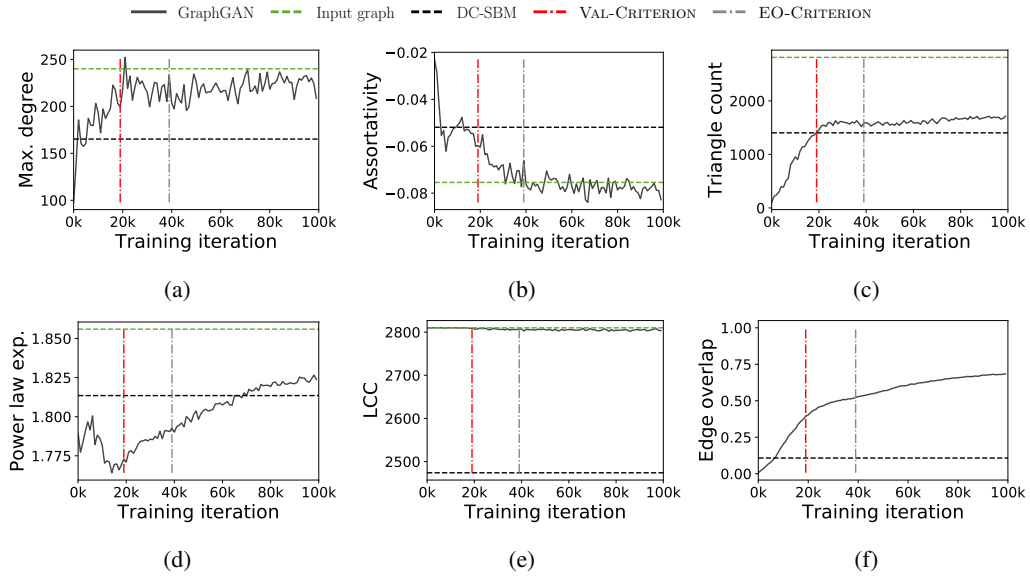 GraphGAN Input graph DC-SBM VAL-CRITERION EO-CRITERION
Max. degree
250
200
150
100
0k 20k 40k 60k 80k 100k
Training iteration
(a)
Assortativity
−0.02
−0.04
−0.06
−0.08
0k 20k 40k 60k 80k 100k
Training iteration
(b)
Triangle count
2000
1000
0
0k 20k 40k 60k 80k 100k
Training iteration
(c)
Power law exp.
1.850
1.825
1.800
1.775
0k 20k 40k 60k 80k 100k
Training iteration
(d)
LCC
2800
2700
2600
2500
0k 20k 40k 60k 80k 100k
Training iteration
(e)
Edge overlap
1.00
0.75
0.50
0.25
0.00
0k 20k 40k 60k 80k 100k
Training iteration
(f)